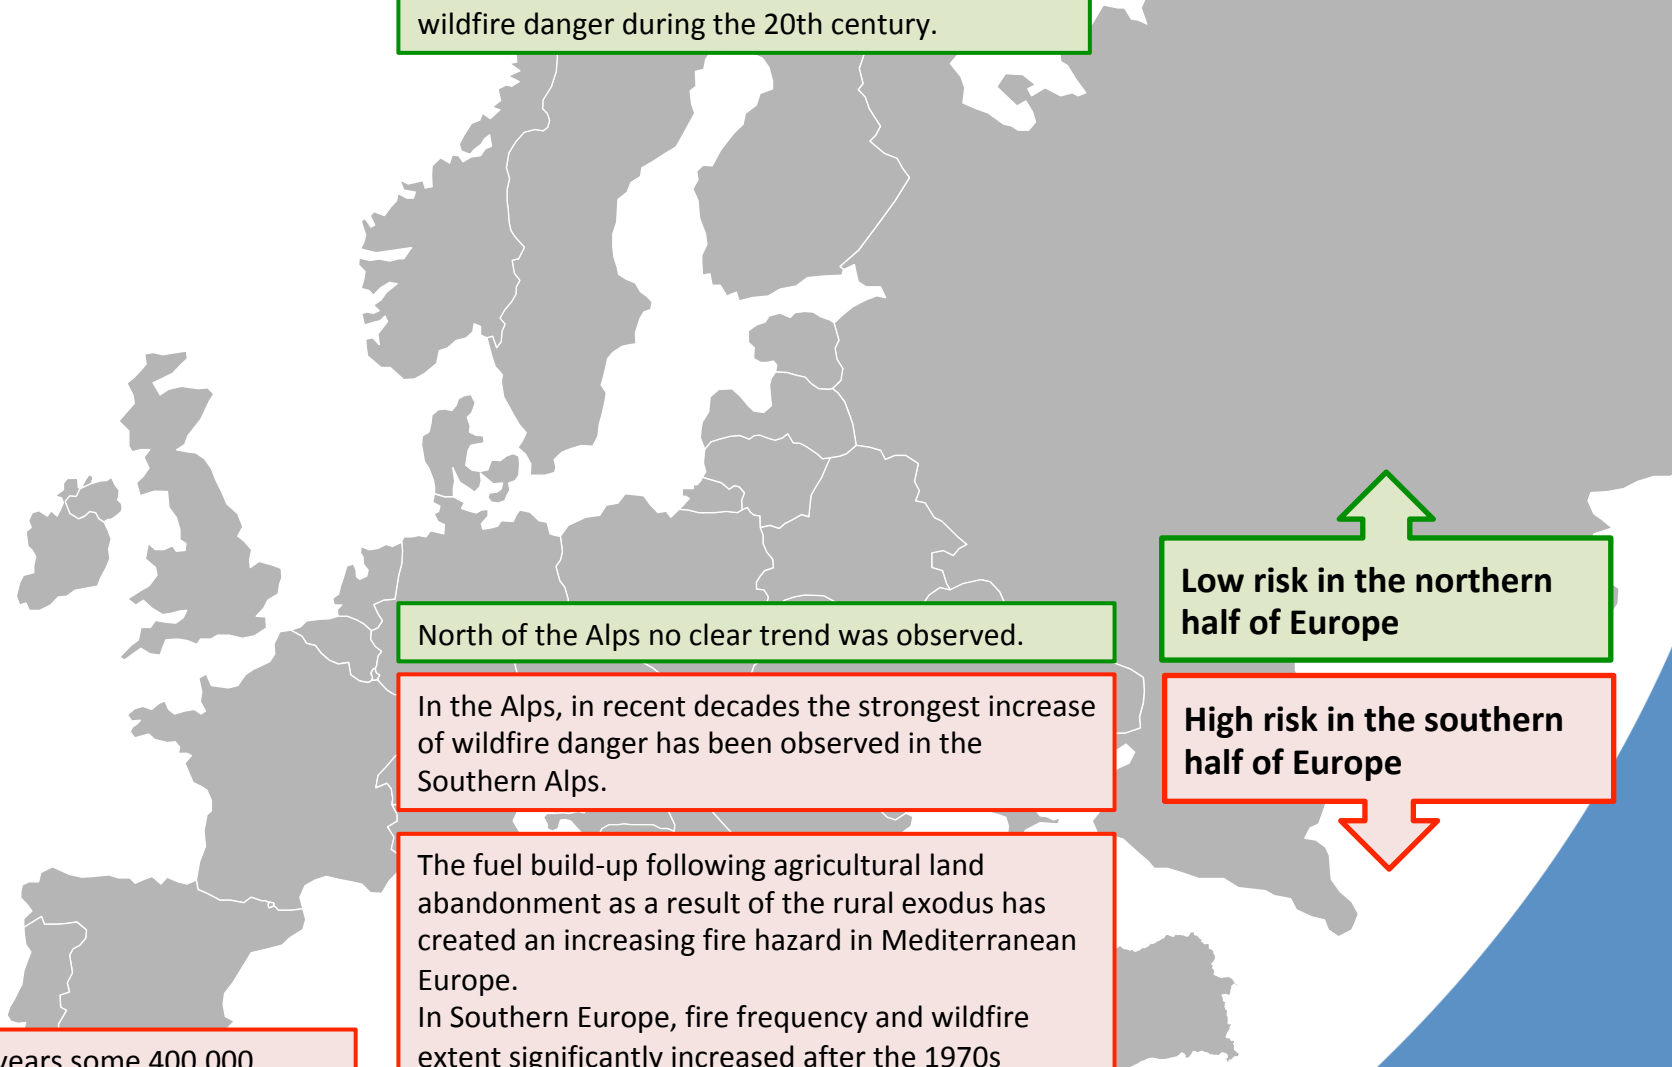 wildfire danger during the 20th century.
North of the Alps no clear trend was observed.
Low risk in the northern
half of Europe
In the Alps, in recent decades the strongest increase
of wildfire danger has been observed in the
Southern Alps.
High risk in the southern
half of Europe
The fuel build-up following agricultural land
abandonment as a result of the rural exodus has
created an increasing fire hazard in Mediterranean
Europe.
In Southern Europe, fire frequency and wildfire
extent significantly increased after the 1970s
years some 400 000